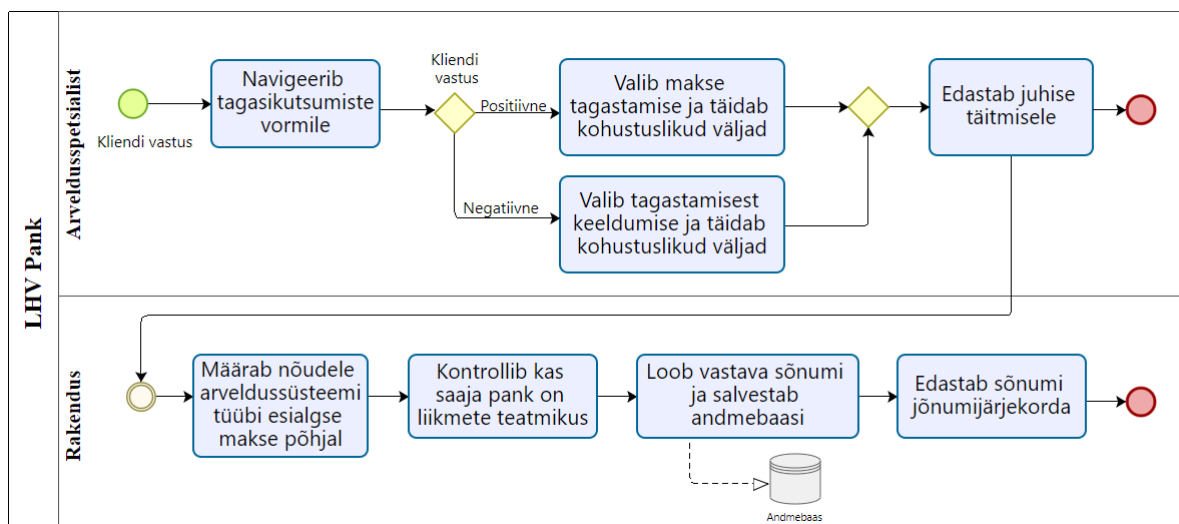 LHV Pank
Arveldusspetsialist
Kliendi vastus
Navigeerib
tagasikutsumiste
vormile
Kliendi
vastus
Positiivne
Negatiivne
Valib makse
tagastamise ja täidab
kohustuslikud väljad
Valib tagastamisest
keeldumise ja täidab
kohustuslikud väljad
Edastab juhise
täitmisele
Rakendus
Määrab nõudele
arveldussüsteemi
tüübi esialgse
makse põhjal
Kontrollib kas
saaja pank on
liikmete teatmikus
Loob vastava sõnumi
ja salvestab
andmebaasi
Andmebaas
Edastab sõnumi
jõnumijärjekorda